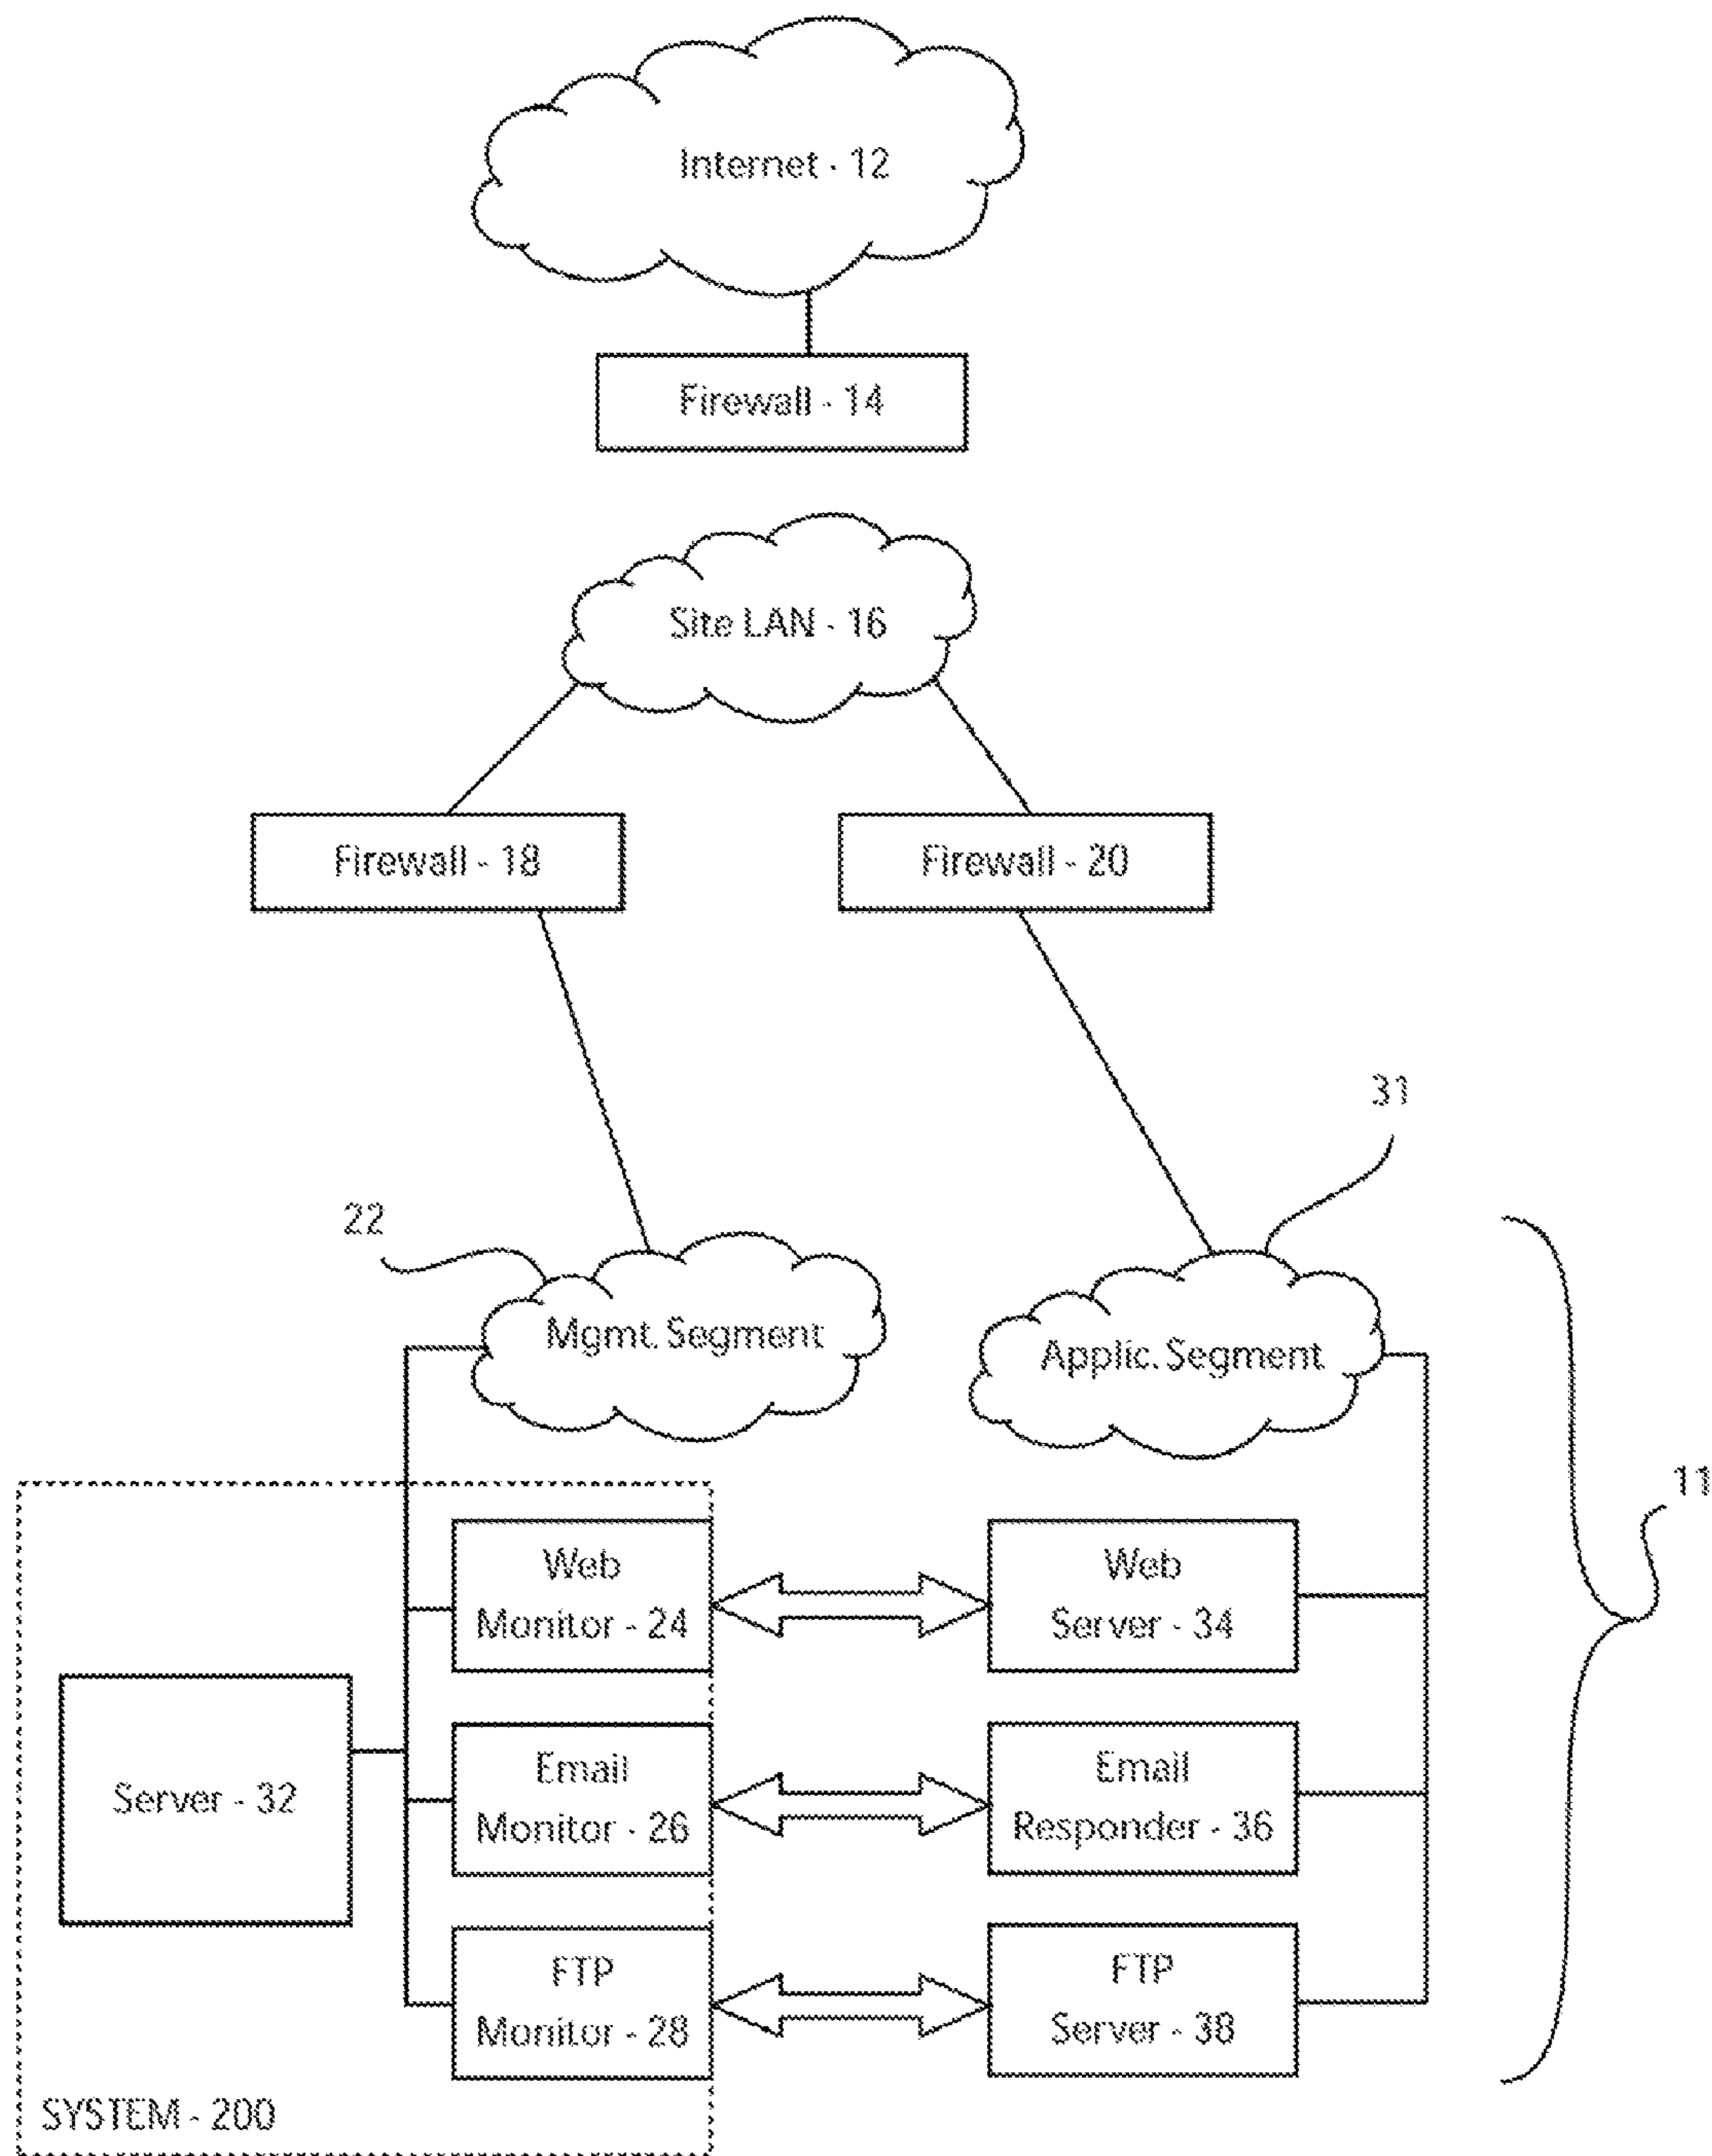 Internet - 12
Firewall - 14
Site LAN - 16
Firewall - 18
Firewall - 20
31
22
Mgmt. Segment
Applic. Segment
11
Web
Monitor - 24
Web
Server - 34
Server - 32
Email
Monitor - 26
Email
Responder - 36
FTP
Monitor - 28
FTP
Server - 38
SYSTEM - 200